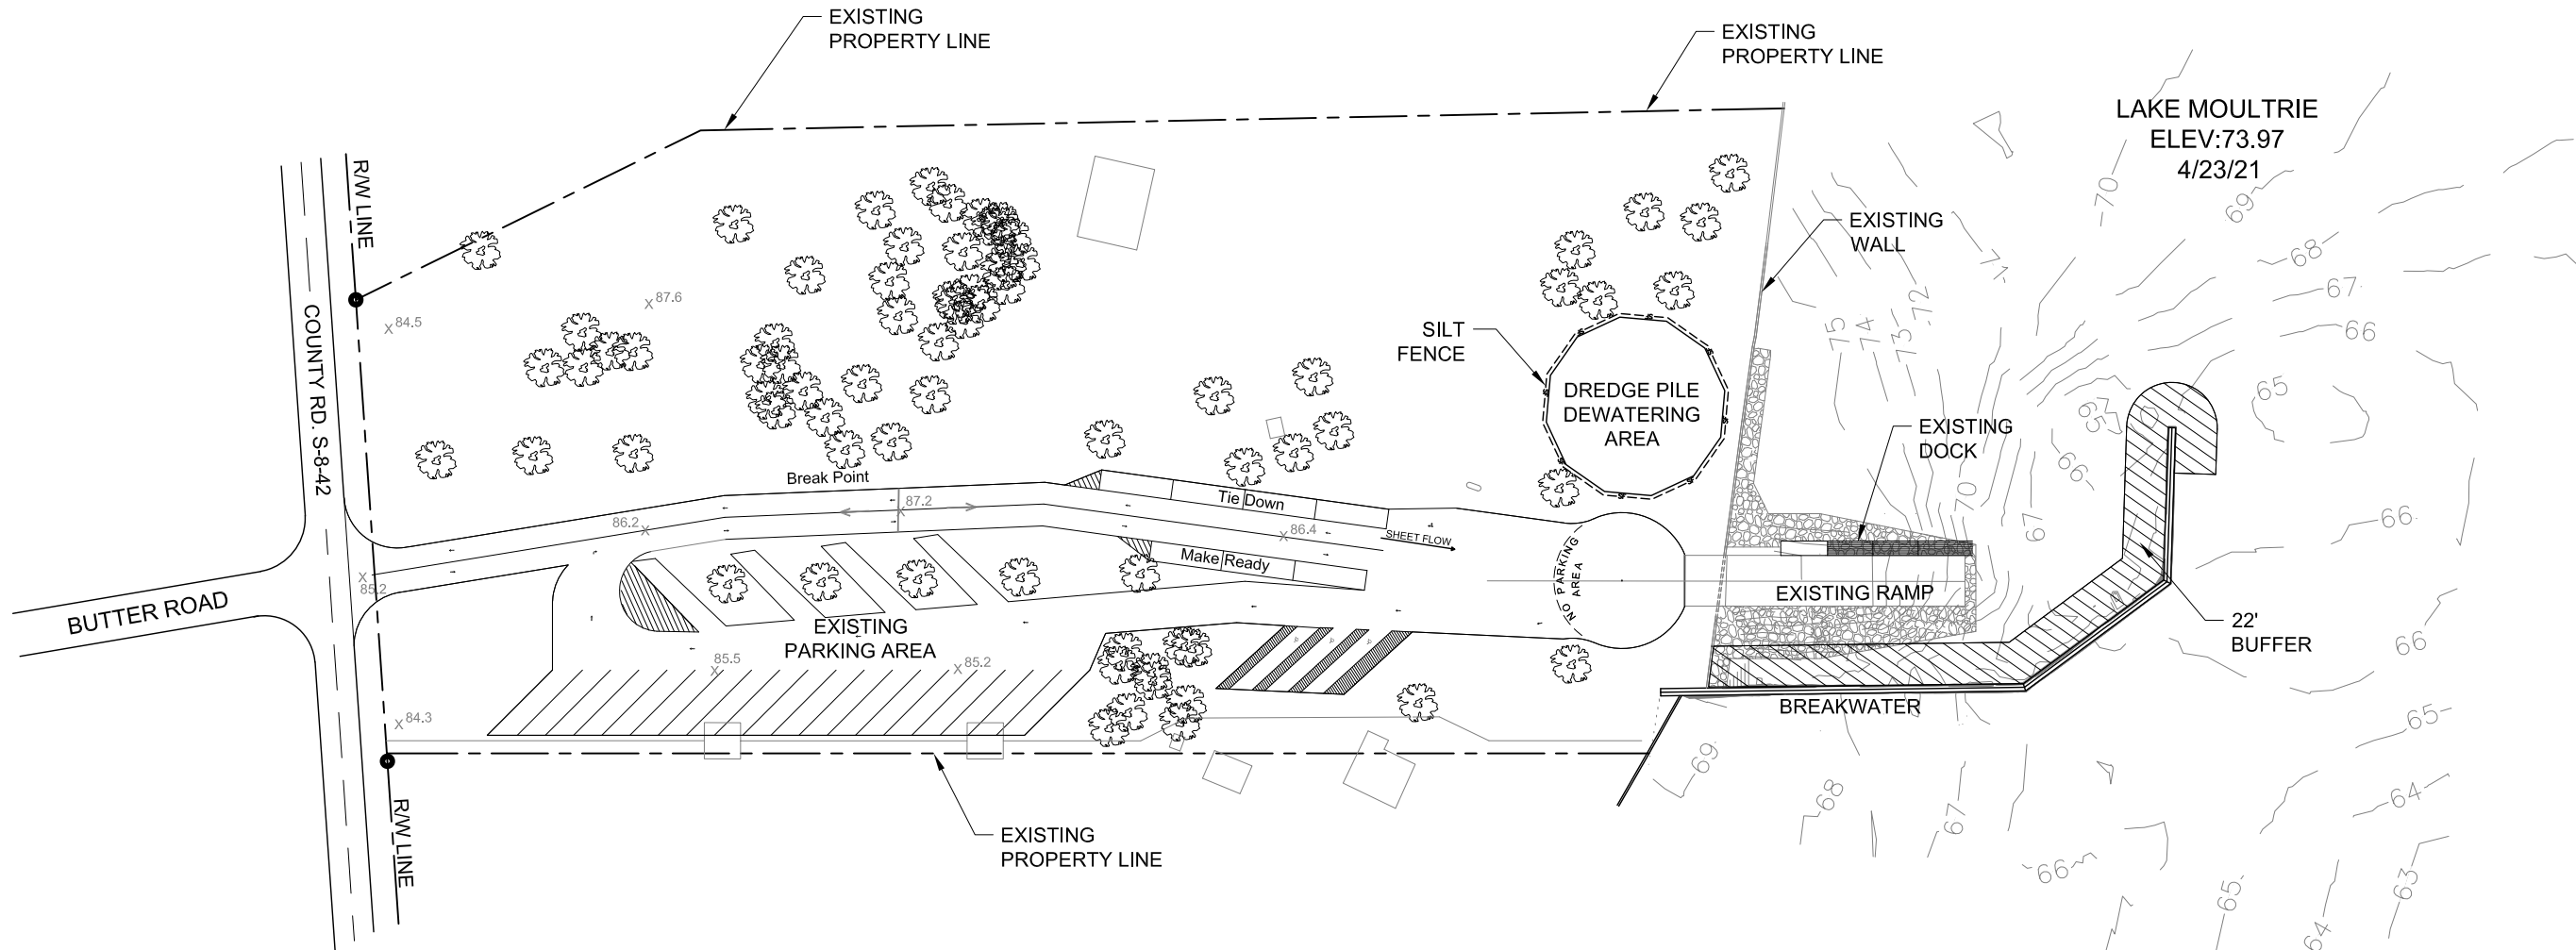 EXISTING
PROPERTY LINE
EXISTING
PROPERTY LINE
LAKE MOULTRIE
ELEV:73.97
4/23/21
R/W LINE
EXISTING
WALL
70
69
68
67
66
65
71
72
73
74
75
65
66
67
70
87.6
84.5
COUNTY RD. S-8-42
SILT
FENCE
DREDGE PILE
DEWATERING
AREA
EXISTING
DOCK
Break Point
87.2
86.2
Tie Down
86.4
SHEET FLOW
Make Ready
NO PARKING
AREA
EXISTING RAMP
85.2
BUTTER ROAD
EXISTING
PARKING AREA
85.5
85.2
22'
BUFFER
66
66
BREAKWATER
84.3
69
68
67
66
65
65
64
64
63
R/W LINE
EXISTING
PROPERTY LINE